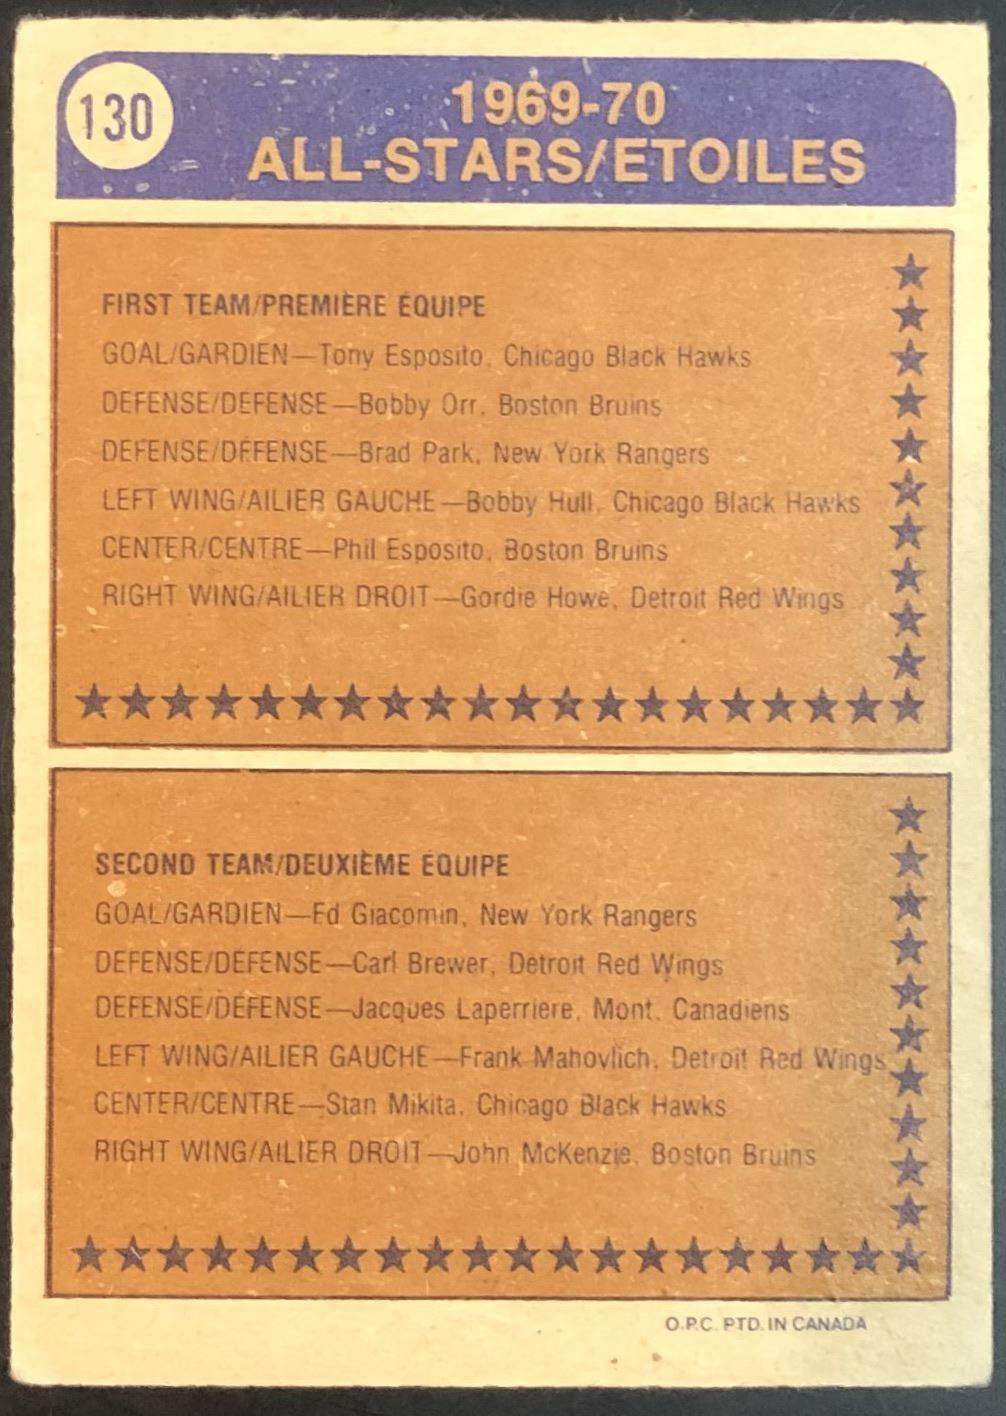 130
1969-70
ALL-STARS/ETOILES
FIRST TEAM/PREMIÈRE ÉQUIPE
GOAL/GARDIEN—Tony Esposito, Chicago Black Hawks
DEFENSE/DÉFENSE—Bobby Orr, Boston Bruins
DEFENSE/DÉFENSE—Brad Park, New York Rangers
LEFT WING/AILIER GAUCHE—Bobby Hull, Chicago Black Hawks
CENTER/CENTRE—Phil Esposito, Boston Bruins
RIGHT WING/AILIER DROIT—Gordie Howe, Detroit Red Wings
SECOND TEAM/DEUXIÈME ÉQUIPE
GOAL/GARDIEN—Ed Giacomin, New York Rangers
DEFENSE/DÉFENSE—Carl Brewer, Detroit Red Wings
DEFENSE/DÉFENSE—Jacques Laperriere, Mont. Canadiens
LEFT WING/AILIER GAUCHE—Frank Mahovlich, Detroit Red Wings
CENTER/CENTRE—Stan Mikita, Chicago Black Hawks
RIGHT WING/AILIER DROIT—John McKenzie, Boston Bruins
O.P.C. PTD. IN CANADA